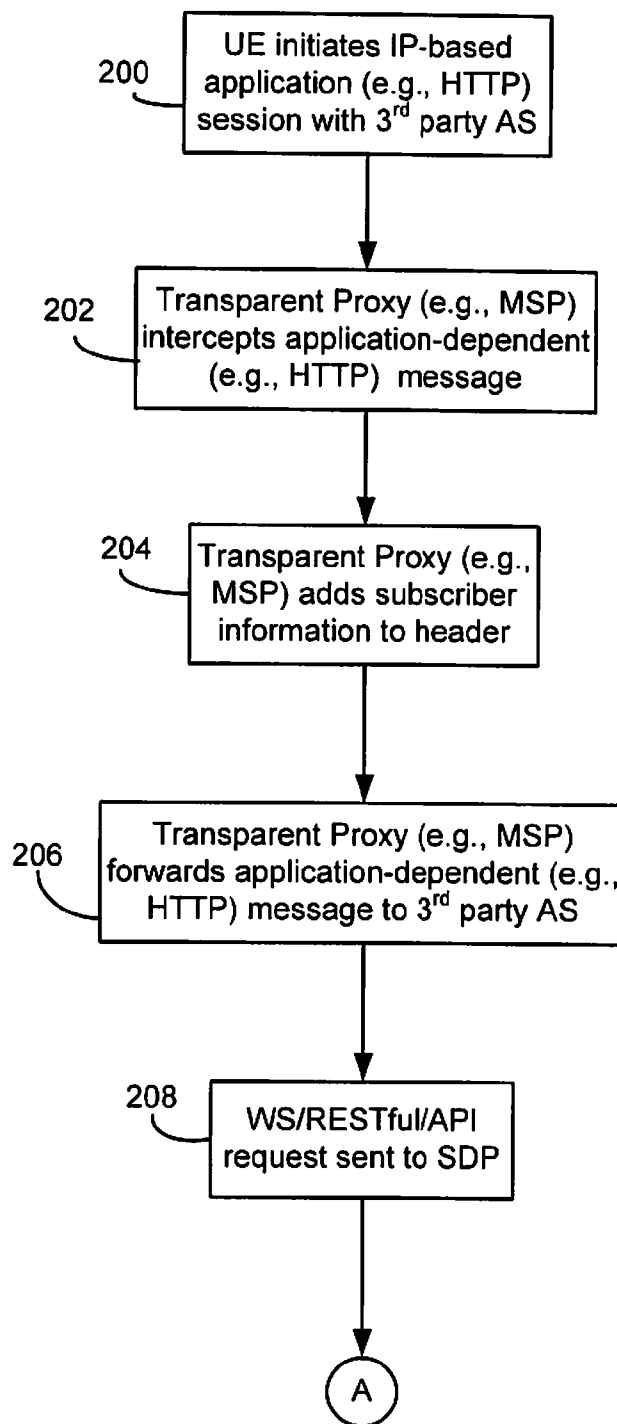 200
UE initiates IP-based
application (e.g., HTTP)
session with 3rd party AS
202
Transparent Proxy (e.g., MSP)
intercepts application-dependent
(e.g., HTTP) message
204
Transparent Proxy (e.g.,
MSP) adds subscriber
information to header
206
Transparent Proxy (e.g., MSP)
forwards application-dependent (e.g.,
HTTP) message to 3rd party AS
208
WS/RESTful/API
request sent to SDP
A